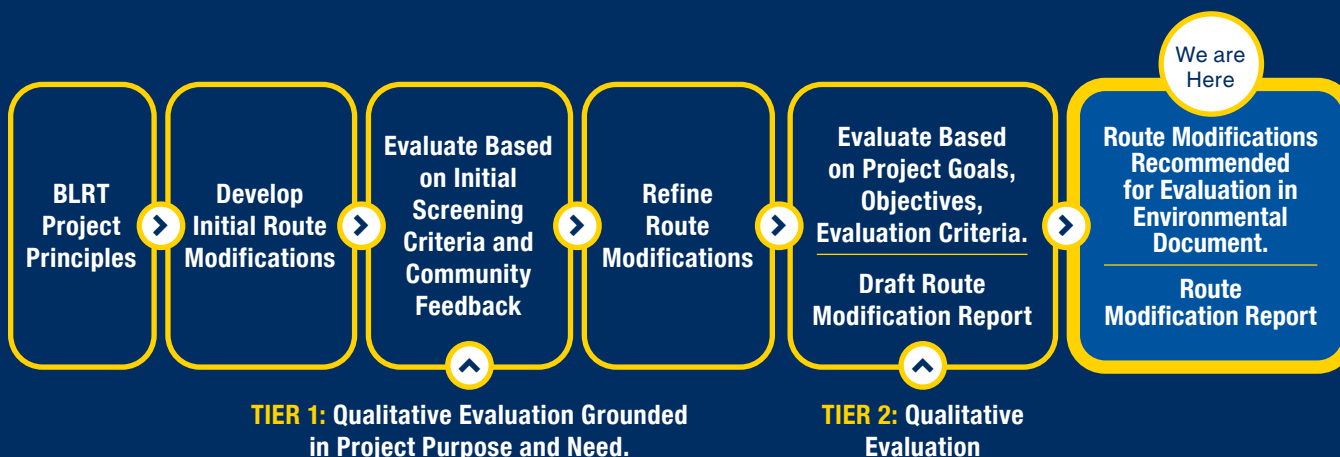 We are
Here
BLRT
Project
Principles
Develop
Initial Route
Modifications
Evaluate Based
on Initial
Screening
Criteria and
Community
Feedback
Refine
Route
Modifications
Evaluate Based
on Project Goals,
Objectives,
Evaluation Criteria.
Draft Route
Modification Report
Route Modifications
Recommended
for Evaluation in
Environmental
Document.
Route
Modification Report
TIER 1: Qualitative Evaluation Grounded
in Project Purpose and Need.
TIER 2: Qualitative
Evaluation